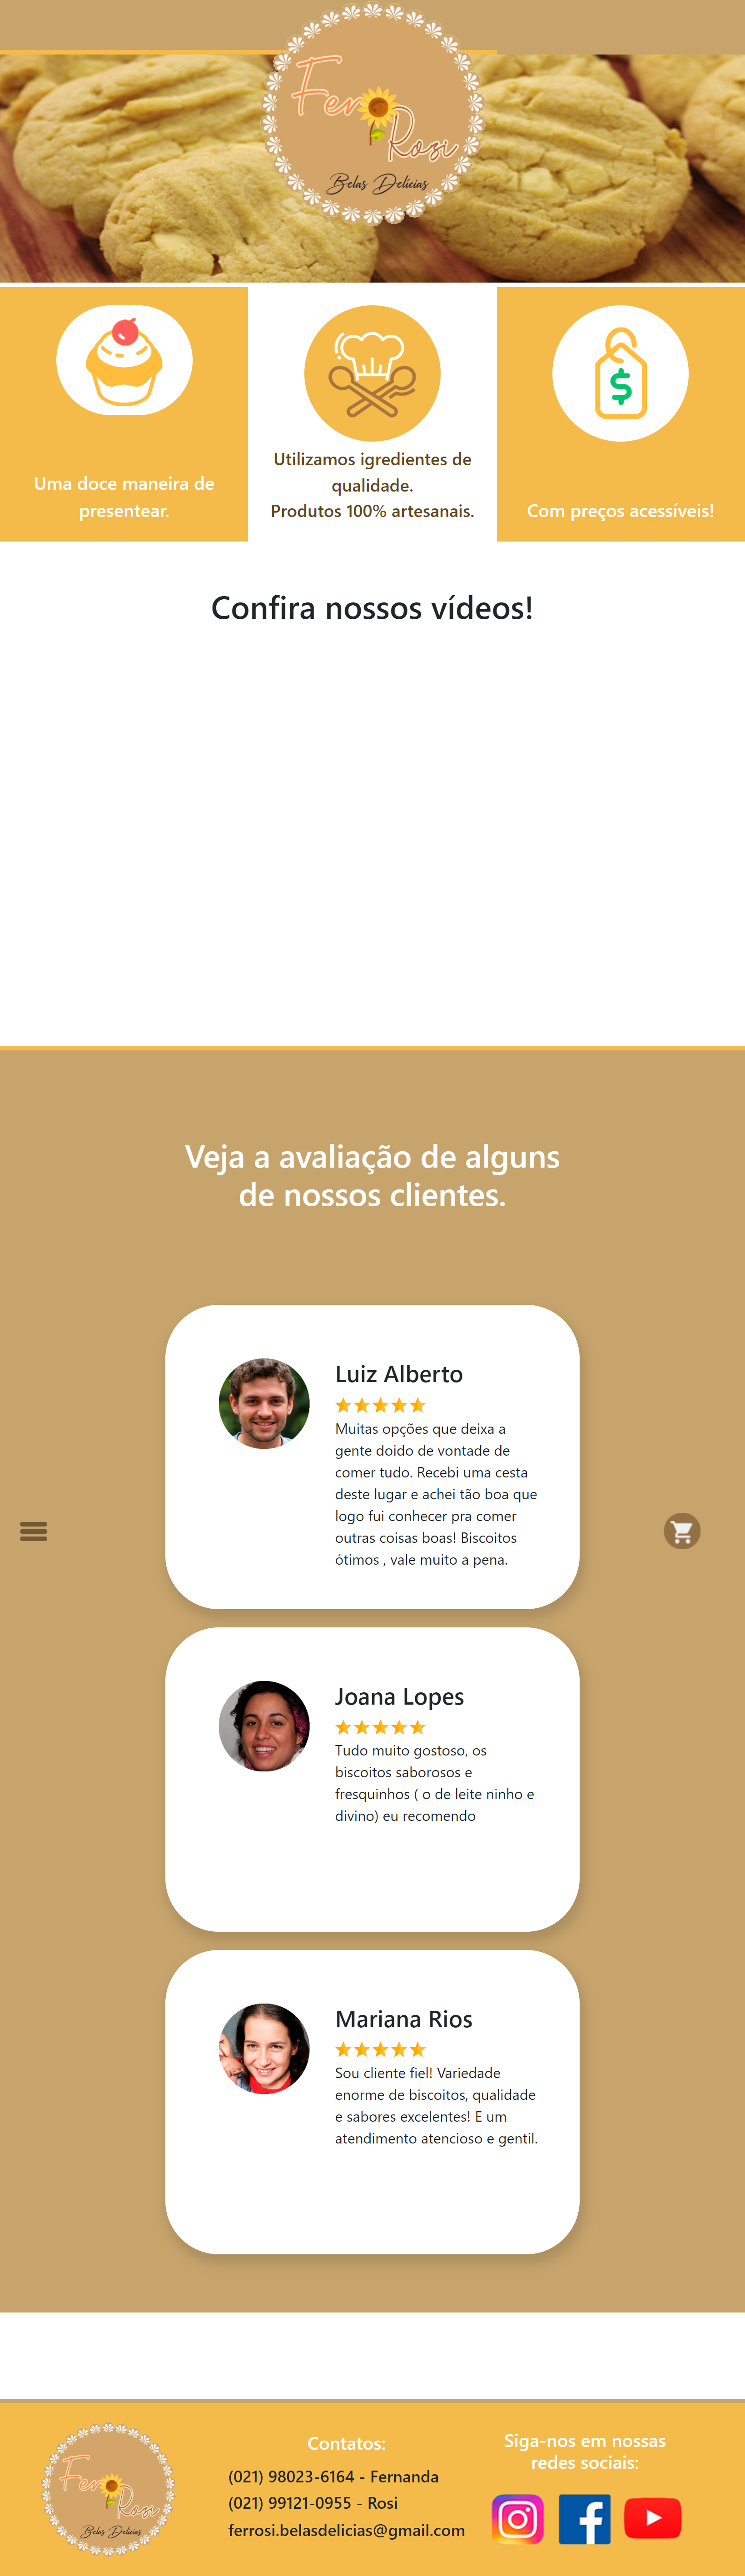 Fer
Rosi
Belas Delícias
Uma doce maneira de
presentear.
Utilizamos igredientes de
qualidade.
Produtos 100% artesanais.
$
Com preços acessíveis!
Confira nossos vídeos!
Veja a avaliação de alguns
de nossos clientes.
Luiz Alberto
Muitas opções que deixa a
gente doido de vontade de
comer tudo. Recebi uma cesta
deste lugar e achei tão boa que
logo fui conhecer pra comer
outras coisas boas! Biscoitos
ótimos , vale muito a pena.
Joana Lopes
Tudo muito gostoso, os
biscoitos saborosos e
fresquinhos ( o de leite ninho e
divino) eu recomendo
Mariana Rios
Sou cliente fiel! Variedade
enorme de biscoitos, qualidade
e sabores excelentes! E um
atendimento atencioso e gentil.
Fer
Rosi
Belas Delícias
Contatos:
(021) 98023-6164 - Fernanda
(021) 99121-0955 - Rosi
ferrosi.belasdelicias@gmail.com
Siga-nos em nossas
redes sociais: